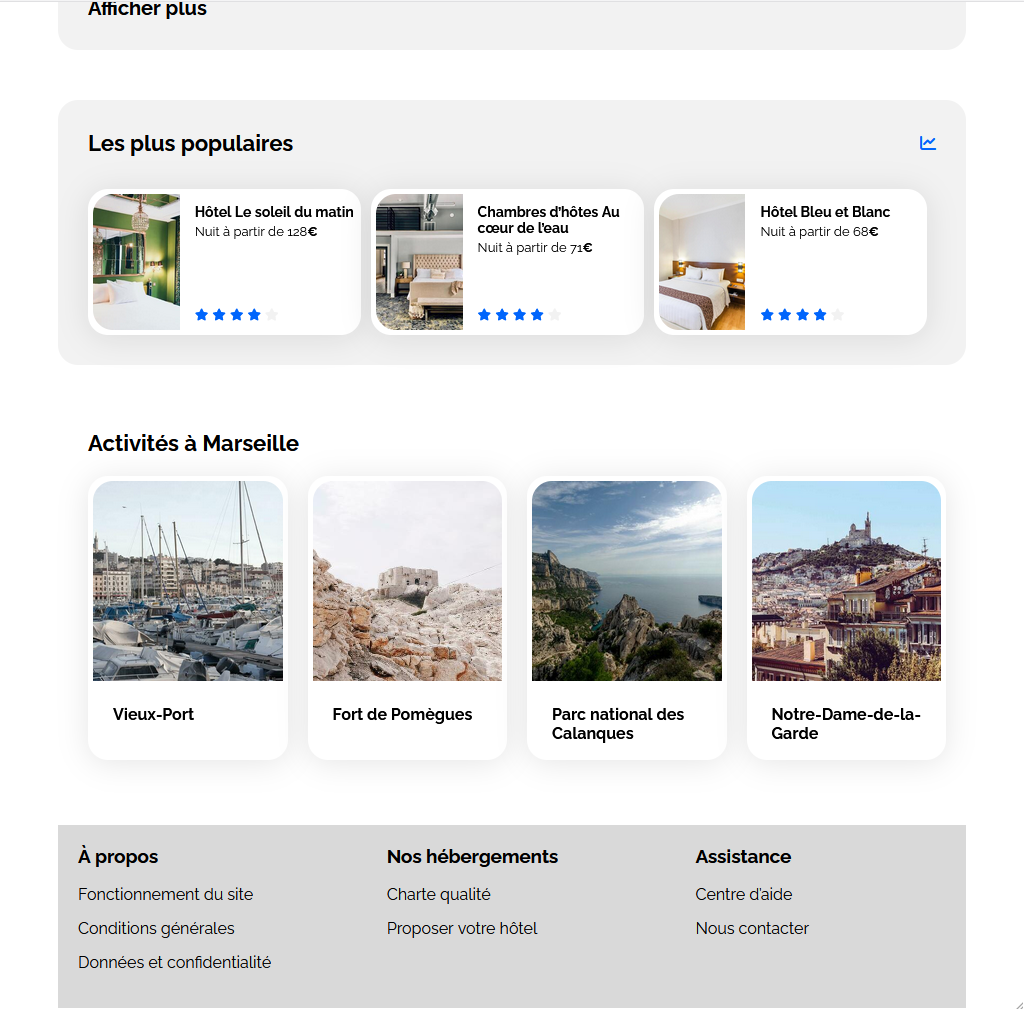 Afficher plus
Les plus populaires
Hôtel Le soleil du matin
Nuit à partir de 128€
Chambres d'hôtes Au
cœur de l'eau
Nuit à partir de 71€
Hôtel Bleu et Blanc
Nuit à partir de 68€
Activités à Marseille
Vieux-Port
Fort de Pomègues
Parc national des
Calanques
Notre-Dame-de-la-
Garde
À propos
Fonctionnement du site
Conditions générales
Données et confidentialité
Nos hébergements
Charte qualité
Proposer votre hôtel
Assistance
Centre d'aide
Nous contacter